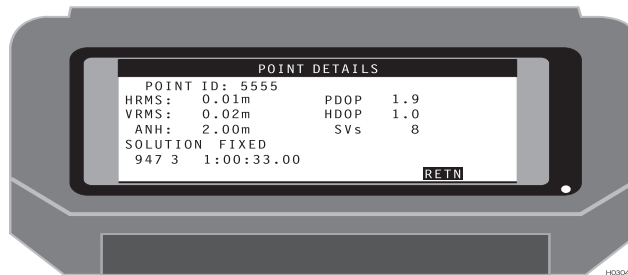 POINT DETAILS
POINT ID: 5555
HRMS: 0.01m PDOP 1.9
VRMS: 0.02m HDOP 1.0
ANH: 2.00m SVs 8
SOLUTION FIXED
947 3 1:00:33.00
RETN
H0304